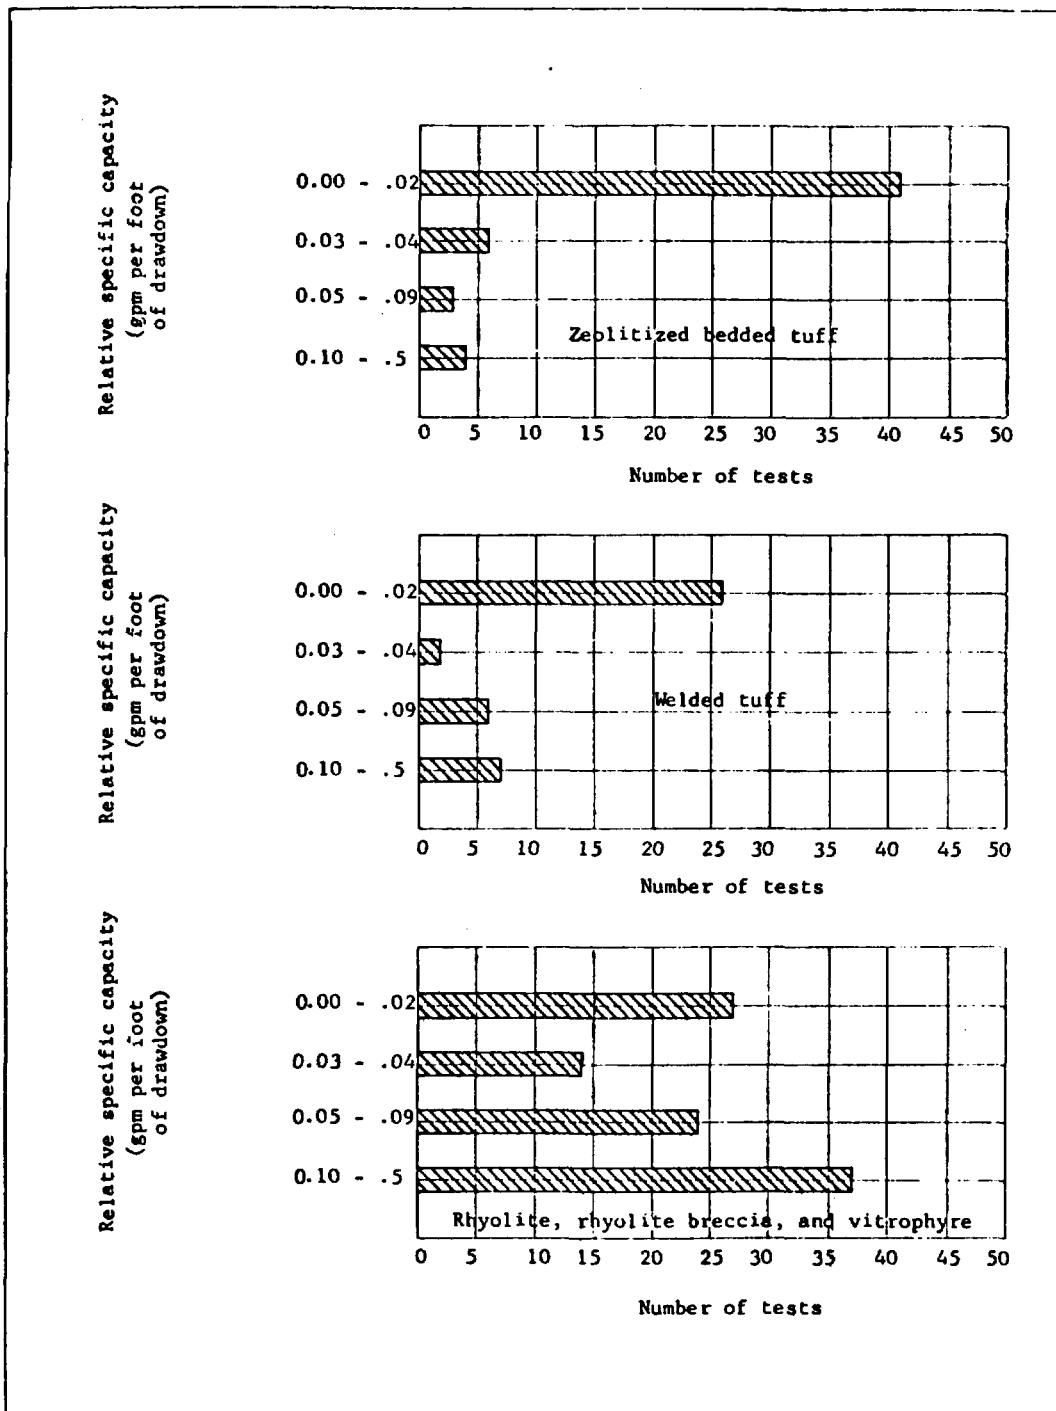 Relative specific capacity
(gpm per foot
of drawdown)
0.00 - .02
0.03 - .04
0.05 - .09
0.10 - .5
Zeolitized bedded tuff
0 5 10 15 20 25 30 35 40 45 50
Number of tests
Relative specific capacity
(gpm per foot
of drawdown)
0.00 - .02
0.03 - .04
0.05 - .09
0.10 - .5
Welded tuff
0 5 10 15 20 25 30 35 40 45 50
Number of tests
Relative specific capacity
(gpm per foot
of drawdown)
0.00 - .02
0.03 - .04
0.05 - .09
0.10 - .5
Rhyolite, rhyolite breccia, and vitrophyre
0 5 10 15 20 25 30 35 40 45 50
Number of tests